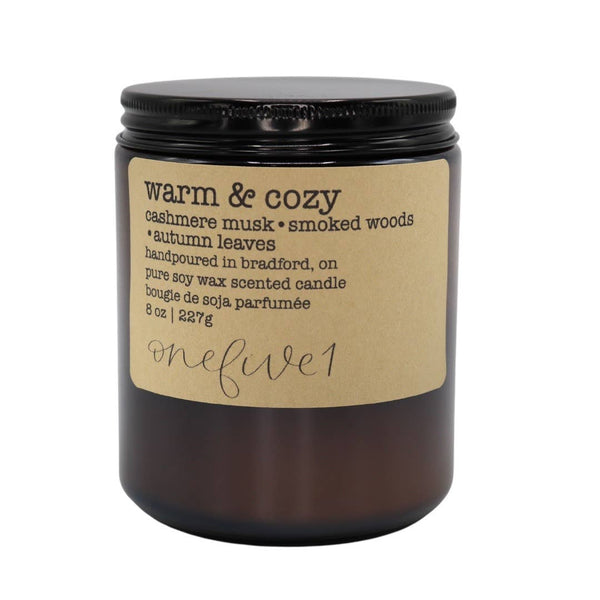 warm & cozy
cashmere musk • smoked woods
• autumn leaves
handpoured in bradford, on
pure soy wax scented candle
bougie de soja parfumée
8 oz | 227g
onefive1